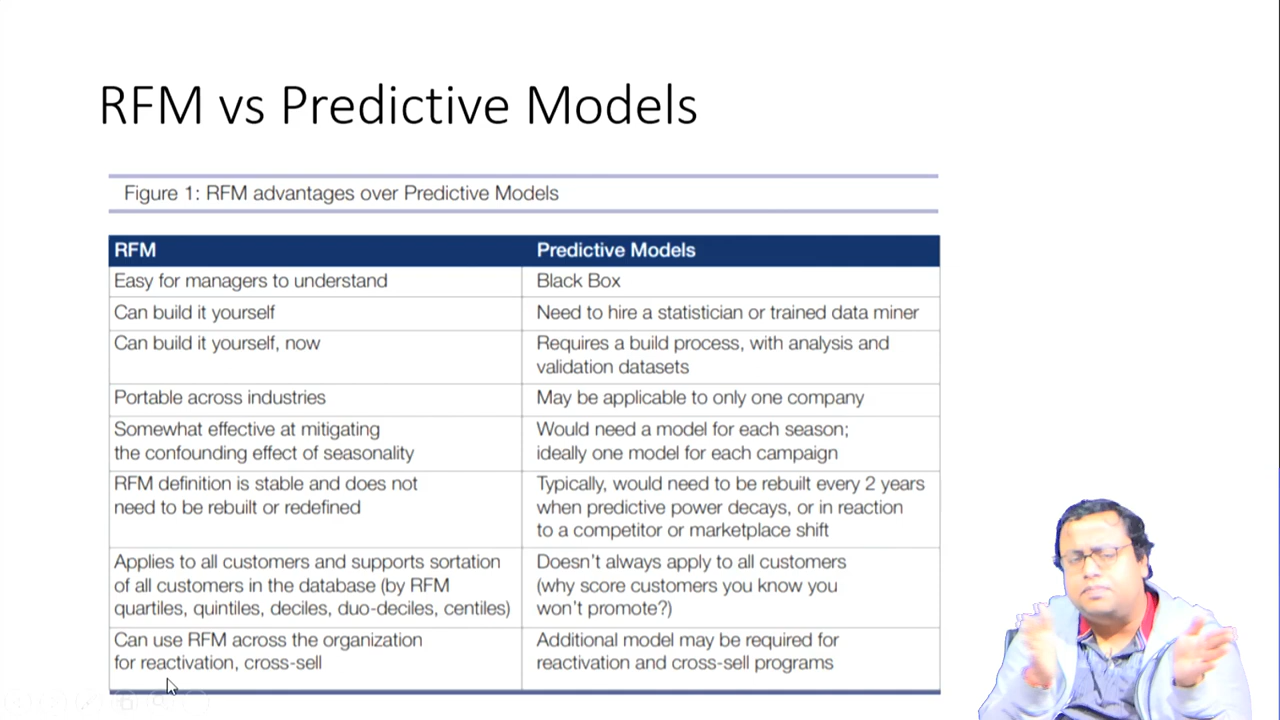 RFM vs Predictive Models
Figure 1: RFM advantages over Predictive Models
RFM
Predictive Models
Easy for managers to understand
Black Box
Can build it yourself
Need to hire a statistician or trained data miner
Can build it yourself, now
Requires a build process, with analysis and
validation datasets
Portable across industries
May be applicable to only one company
Somewhat effective at mitigating
the confounding effect of seasonality
Would need a model for each season;
ideally one model for each campaign
RFM definition is stable and does not
need to be rebuilt or redefined
Typically, would need to be rebuilt every 2 years
when predictive power decays, or in reaction
to a competitor or marketplace shift
Applies to all customers and supports sortation
of all customers in the database (by RFM
quartiles, quintiles, deciles, duo-deciles, centiles)
Doesn't always apply to all customers
(why score customers you know you
won't promote?)
Can use RFM across the organization
for reactivation, cross-sell
Additional model may be required for
reactivation and cross-sell programs